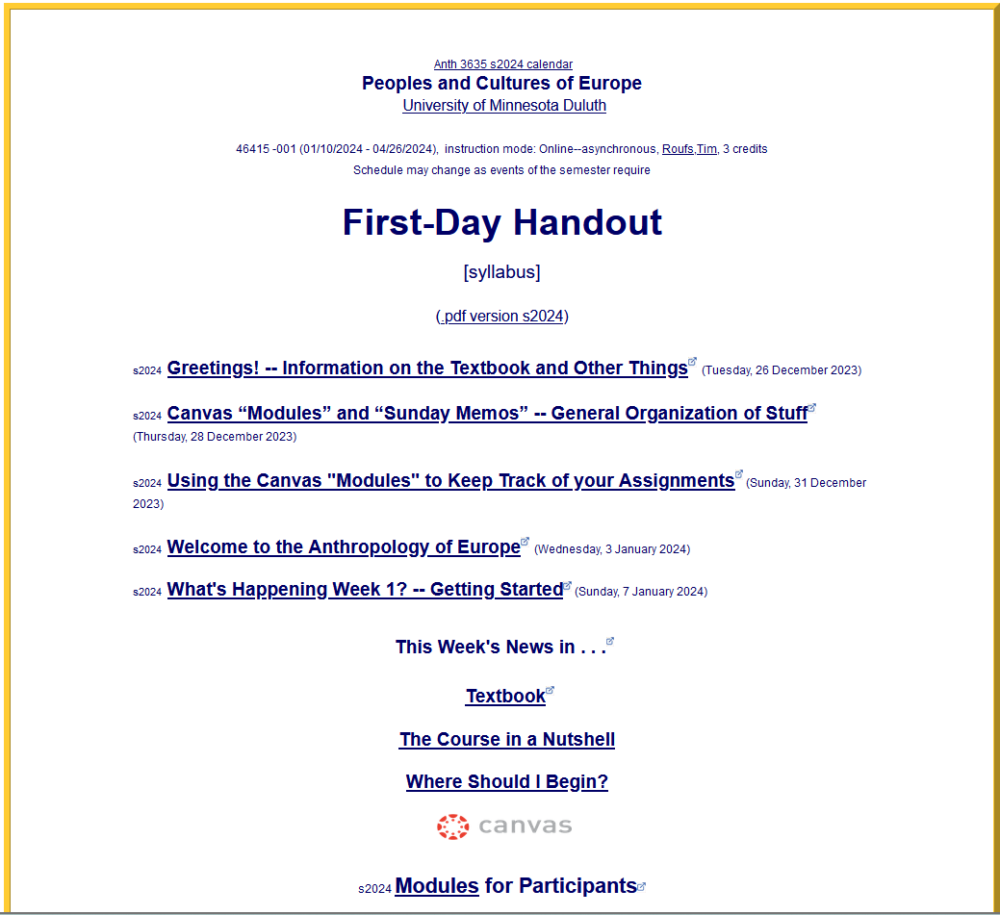 Anth 3635 s2024 calendar
Peoples and Cultures of Europe
University of Minnesota Duluth
46415 -001 (01/10/2024 - 04/26/2024), instruction mode: Online--asynchronous, Roufs,Tim, 3 credits
Schedule may change as events of the semester require
First-Day Handout
[syllabus]
(.pdf version s2024)
s2024 Greetings! -- Information on the Textbook and Other Things (Tuesday, 26 December 2023)
s2024 Canvas “Modules” and “Sunday Memos” -- General Organization of Stuff
(Thursday, 28 December 2023)
s2024 Using the Canvas "Modules" to Keep Track of your Assignments (Sunday, 31 December
2023)
s2024 Welcome to the Anthropology of Europe (Wednesday, 3 January 2024)
s2024 What's Happening Week 1? -- Getting Started (Sunday, 7 January 2024)
This Week's News in . . .
Textbook
The Course in a Nutshell
Where Should I Begin?
canvas
s2024 Modules for Participants